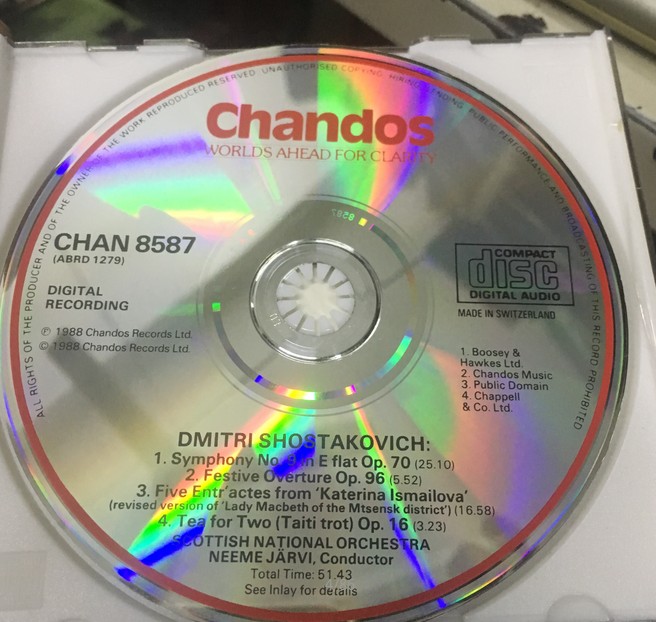 ALL RIGHTS OF THE PRODUCER AND OF THE OWNER OF THE WORK REPRODUCED RESERVED. UNAUTHORISED COPYING, HIRING, LENDING, PUBLIC PERFORMANCE AND BROADCASTING OF THIS RECORD PROHIBITED
Chandos
WORLDS AHEAD FOR CLARITY
8587
CHAN 8587
(ABRD 1279)
DIGITAL
RECORDING
℗ 1988 Chandos Records Ltd.
© 1988 Chandos Records Ltd.
COMPACT
disc
DIGITAL AUDIO
MADE IN SWITZERLAND
1. Boosey &
Hawkes Ltd.
2. Chandos Music
3. Public Domain
4. Chappell
& Co. Ltd.
DMITRI SHOSTAKOVICH:
1. Symphony No. 9 in E flat Op. 70 (25.10)
2. Festive Overture Op. 96 (5.52)
3. Five Entr'actes from 'Katerina Ismailova'
(revised version of 'Lady Macbeth of the Mtsensk district') (16.58)
4. Tea for Two (Taiti trot) Op. 16 (3.23)
SCOTTISH NATIONAL ORCHESTRA
NEEME JÄRVI, Conductor
Total Time: 51.43
See Inlay for details